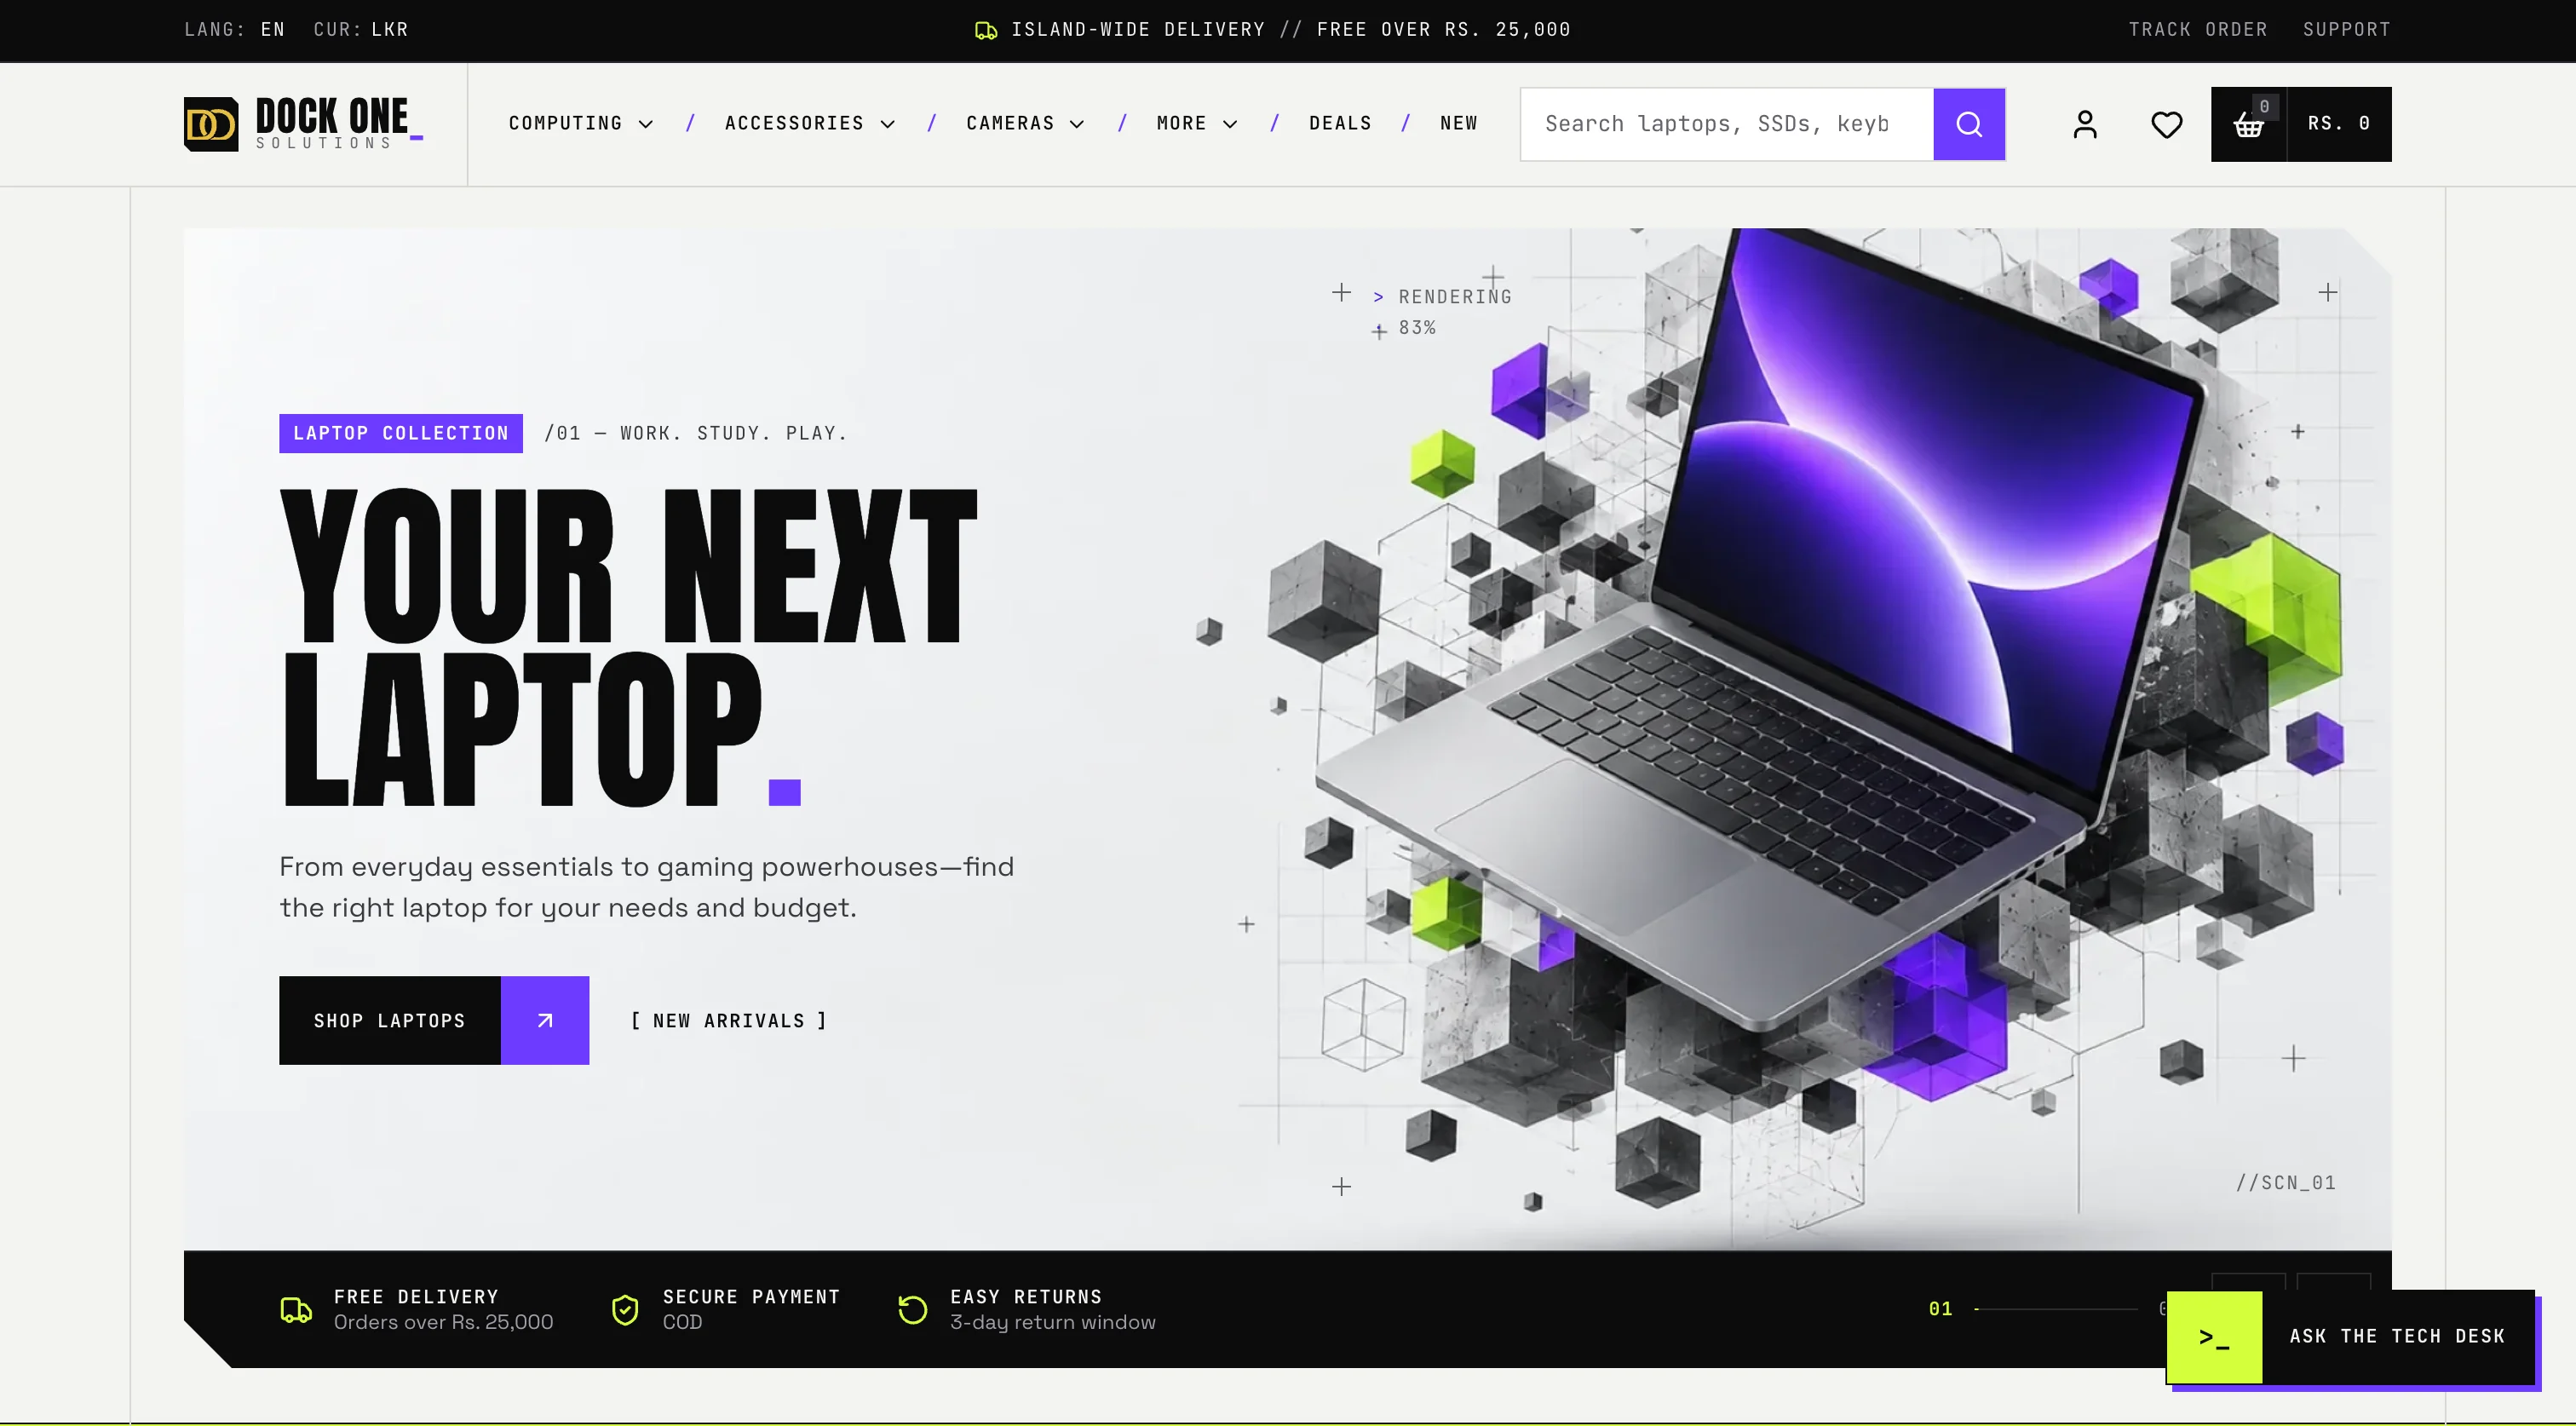 LANG: EN CUR: LKR
ISLAND-WIDE DELIVERY // FREE OVER RS. 25,000
TRACK ORDER SUPPORT
DOCK ONE_
SOLUTIONS
COMPUTING / ACCESSORIES / CAMERAS / MORE / DEALS / NEW
Search laptops, SSDs, keyb
0
RS. 0
> RENDERING
83%
LAPTOP COLLECTION /01 — WORK. STUDY. PLAY.
YOUR NEXT
LAPTOP.
From everyday essentials to gaming powerhouses—find
the right laptop for your needs and budget.
SHOP LAPTOPS
[ NEW ARRIVALS ]
//SCN_01
FREE DELIVERY
Orders over Rs. 25,000
SECURE PAYMENT
COD
EASY RETURNS
3-day return window
01
>_ ASK THE TECH DESK